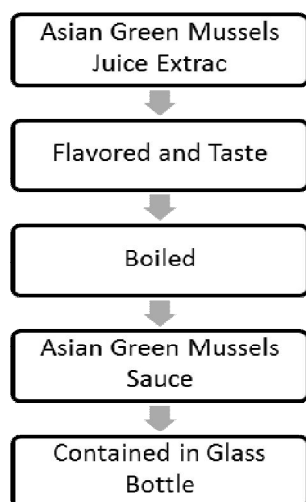 Asian Green Mussels
Juice Extrac
Flavored and Taste
Boiled
Asian Green Mussels
Sauce
Contained in Glass
Bottle